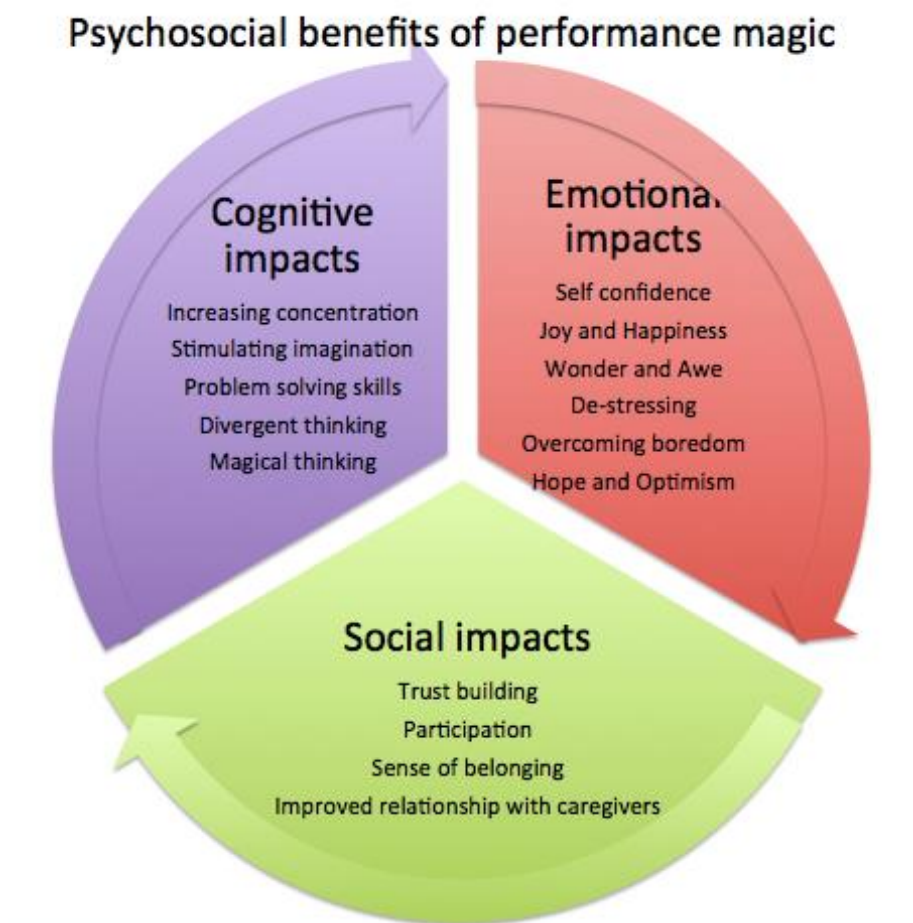 Psychosocial benefits of performance magic
Cognitive
impacts
Increasing concentration
Stimulating imagination
Problem solving skills
Divergent thinking
Magical thinking
Emotional
impacts
Self confidence
Joy and Happiness
Wonder and Awe
De-stressing
Overcoming boredom
Hope and Optimism
Social impacts
Trust building
Participation
Sense of belonging
Improved relationship with caregivers